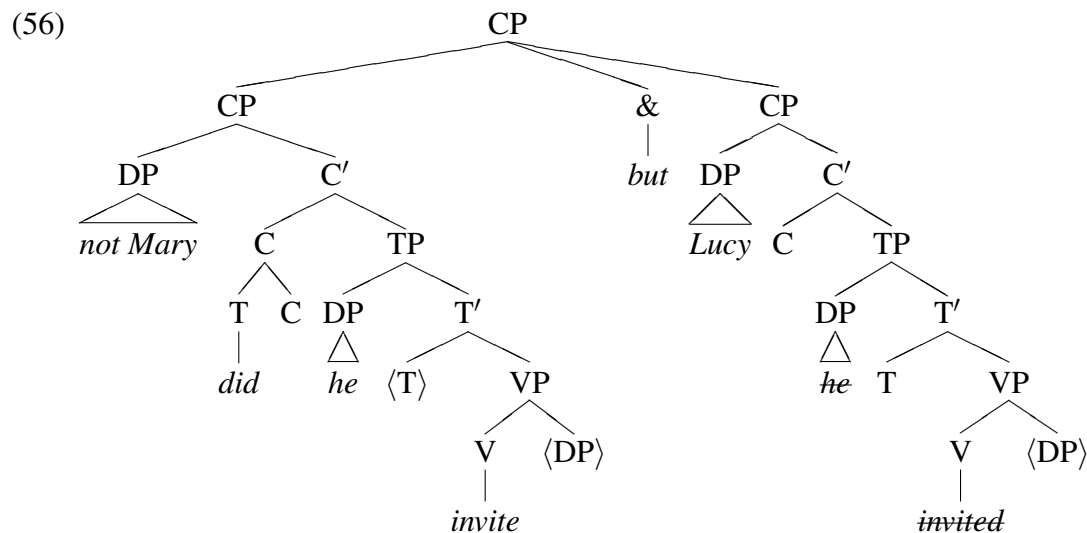 (56) CP
CP & CP
DP C′ but DP C′
not Mary C TP Lucy C TP
T C DP T′ DP T′
did he ⟨T⟩ VP he T VP
V ⟨DP⟩ V ⟨DP⟩
invite invited